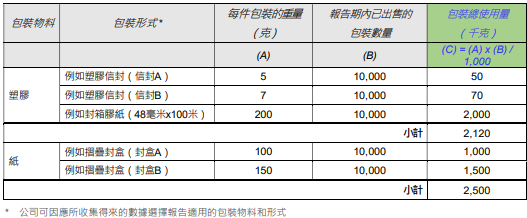 包裝物料 包裝形式* 每件包裝的重量 報告期內已出售的 包裝總使用量
（克） 包裝數量 （千克）
(A) (B) (C) = (A) x (B) /
1,000
塑膠 例如塑膠信封（信封A） 5 10,000 50
例如塑膠信封（信封B） 7 10,000 70
例如封箱膠紙（48毫米x100米） 200 10,000 2,000
小計 2,120
紙 例如摺疊封盒（封盒A） 100 10,000 1,000
例如摺疊封盒（封盒B） 150 10,000 1,500
小計 2,500
* 公司可因應所收集得來的數據選擇報告適用的包裝物料和形式